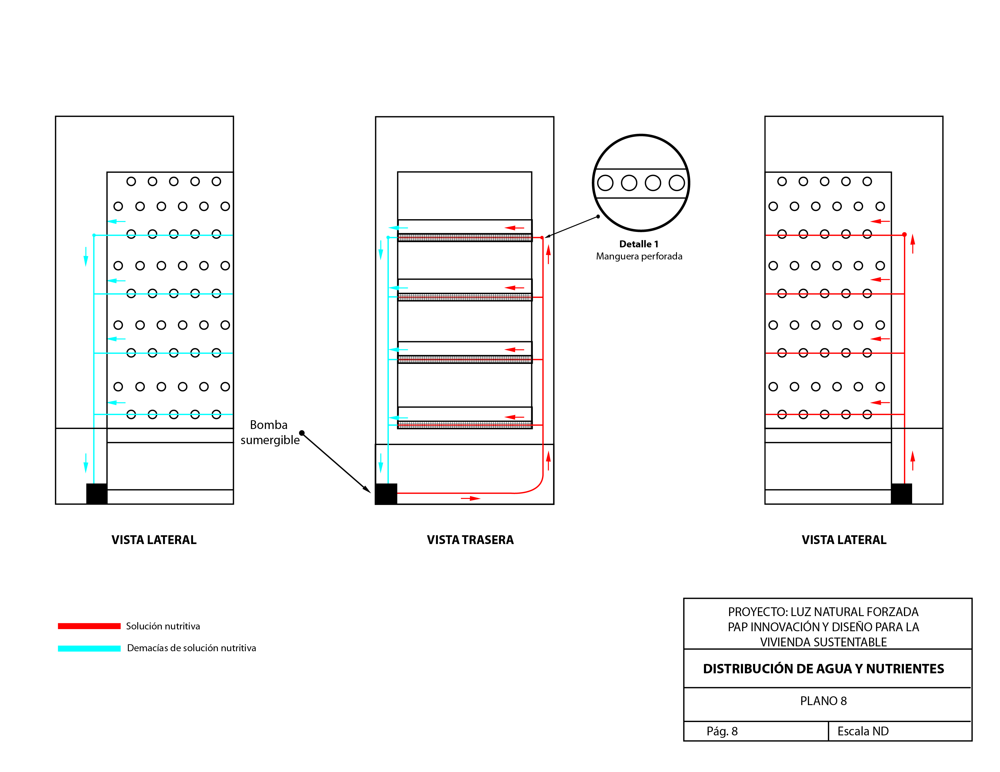 Detalle 1
Manguera perforada
Bomba
sumergible
VISTA LATERAL
VISTA TRASERA
VISTA LATERAL
Solución nutritiva
Demacías de solución nutritiva
PROYECTO: LUZ NATURAL FORZADA
PAP INNOVACIÓN Y DISEÑO PARA LA
VIVIENDA SUSTENTABLE
DISTRIBUCIÓN DE AGUA Y NUTRIENTES
PLANO 8
Pág. 8
Escala ND